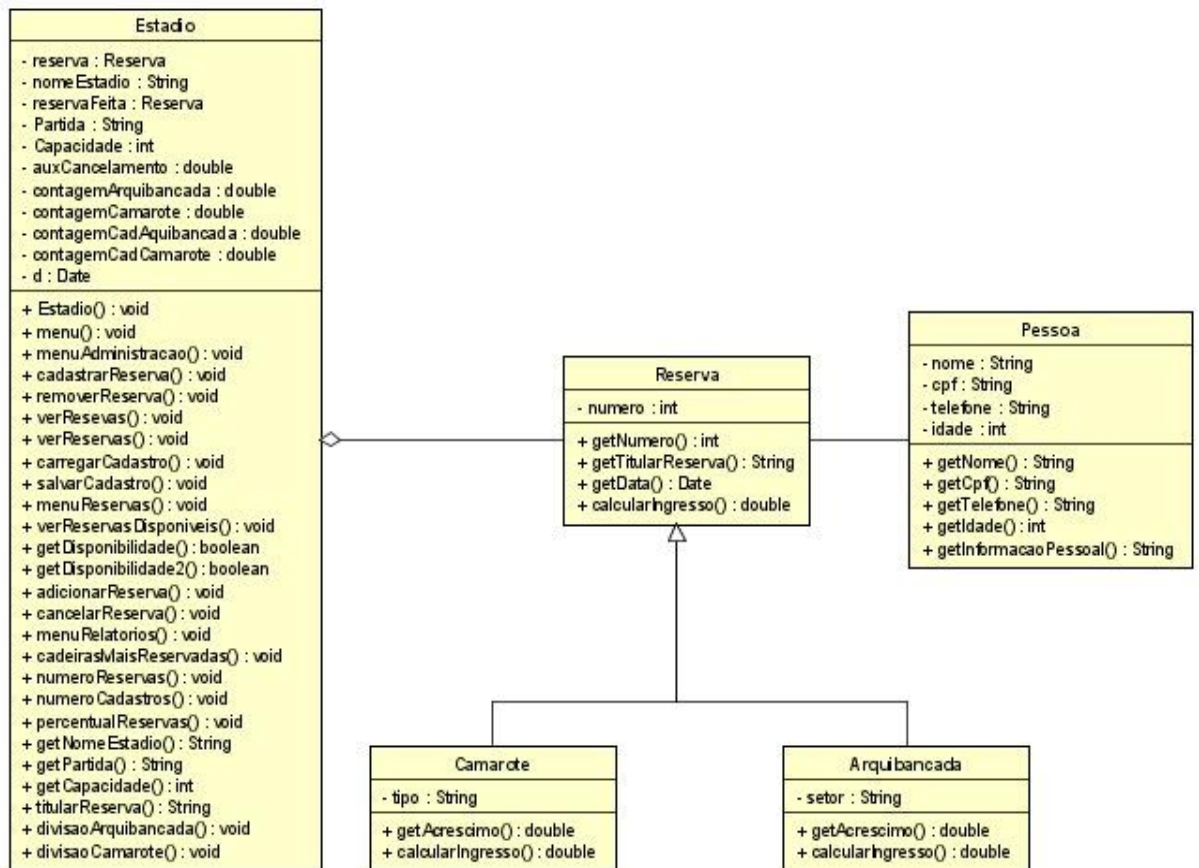 Estadio
- reserva : Reserva
- nomeEstadio : String
- reservaFeita : Reserva
- Partida : String
- Capacidade : int
- auxCancelamento : double
- contagemArquibancada : double
- contagemCamarote : double
- contagemCadAquibancada : double
- contagemCadCamarote : double
- d : Date
+ Estadio() : void
+ menu() : void
+ menuAdministracao() : void
+ cadastrarReserva() : void
+ removerReserva() : void
+ verResevas() : void
+ verReservas() : void
+ carregarCadastro() : void
+ salvarCadastro() : void
+ menuReservas() : void
+ verReservasDisponiveis() : void
+ getDisponibilidade() : boolean
+ getDisponibilidade2() : boolean
+ adicionarReserva() : void
+ cancelarReserva() : void
+ menuRelatorios() : void
+ cadeirasMaisReservadas() : void
+ numeroReservas() : void
+ numeroCadastros() : void
+ percentualReservas() : void
+ getNomeEstadio() : String
+ getPartida() : String
+ getCapacidade() : int
+ titularReserva() : String
+ divisaoArquibancada() : void
+ divisaoCamarote() : void
Reserva
- numero : int
+ getNumero() : int
+ getTitularReserva() : String
+ getData() : Date
+ calcularIngresso() : double
Pessoa
- nome : String
- cpf : String
- telefone : String
- idade : int
+ getNome() : String
+ getCpf() : String
+ getTelefone() : String
+ getIdade() : int
+ getInformacaoPessoal() : String
Camarote
- tipo : String
+ getAcrescimo() : double
+ calcularIngresso() : double
Arquibancada
- setor : String
+ getAcrescimo() : double
+ calcularIngresso() : double